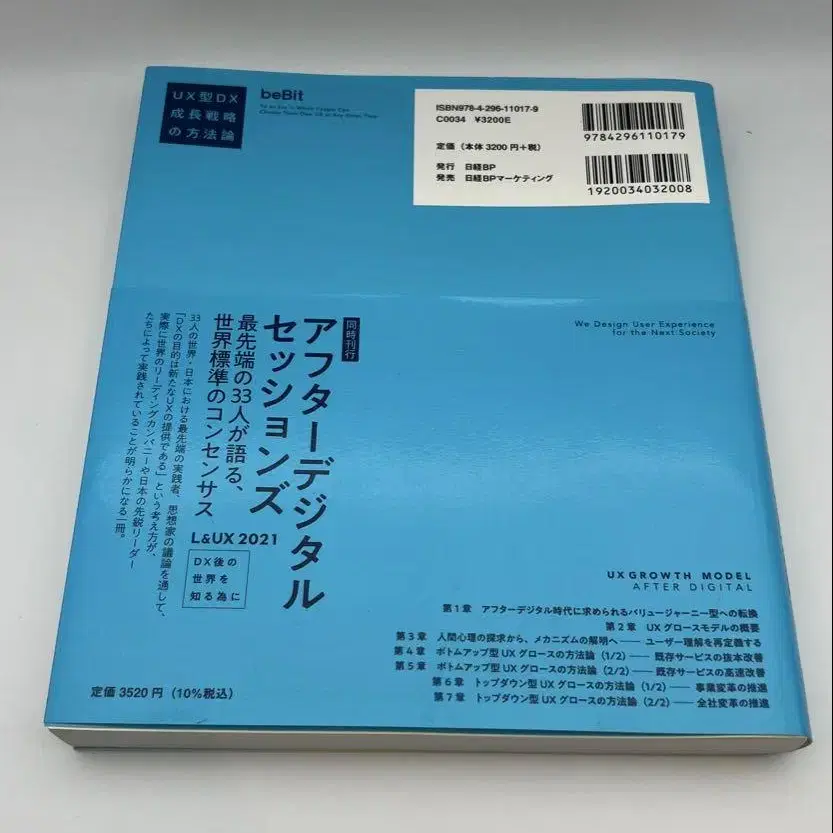 UX型DX
成長戦略
の方法論
beBit
ISBN978-4-296-11017-9
C0034 ¥3200E
定価（本体 3200 円＋税）
発行　日経BP
発売　日経BPマーケティング
9784296110179
1920034032008
We Design User Experience
for the Next Society
同時刊行
アフターデジタル
セッションズ
最先端の33人が語る、
世界標準のコンセンサス
33人の世界・日本における最先端の実践者、思想家の議論を通して、
「DXの目的は新たなUXの提供である」という考え方が、
実際に世界のリーディングカンパニーや日本の先鋭リーダー
たちによって実践されていることが明らかになる一冊。
L&UX 2021
DX後の
世界を
知る為に
定価 3520 円（10%税込）
UX GROWTH MODEL
AFTER DIGITAL
第1章　アフターデジタル時代に求められるバリュージャーニー型への転換
第2章　UX グロースモデルの概要
第3章　人間心理の探求から、メカニズムの解明へ―― ユーザー理解を再定義する
第4章　ボトムアップ型 UX グロースの方法論（1/2）―― 既存サービスの抜本改善
第5章　ボトムアップ型 UX グロースの方法論（2/2）―― 既存サービスの高速改善
第6章　トップダウン型 UX グロースの方法論（1/2）―― 事業変革の推進
第7章　トップダウン型 UX グロースの方法論（2/2）―― 全社変革の推進